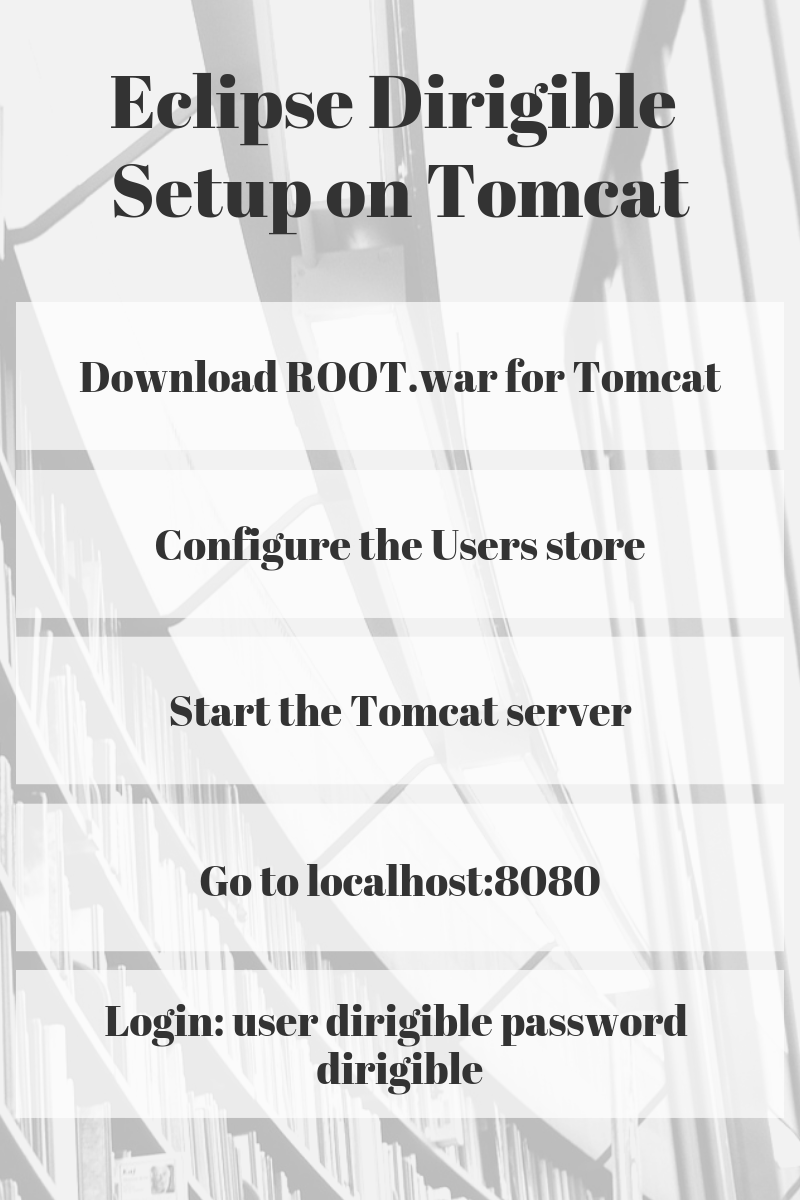 Eclipse Dirigible
Setup on Tomcat
Download ROOT.war for Tomcat
Configure the Users store
Start the Tomcat server
Go to localhost:8080
Login: user dirigible password
dirigible